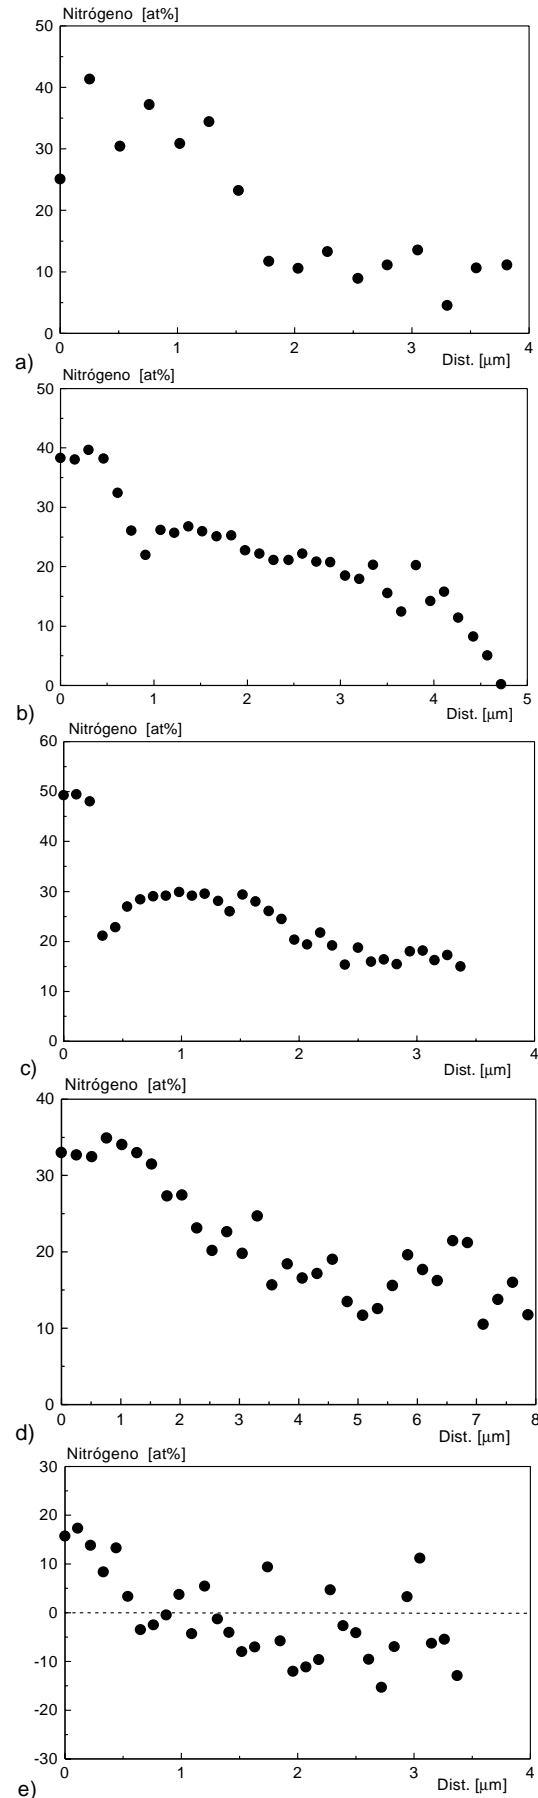 Nitrógeno [at%]
50
40
30
20
10
0
0 1 2 3 4
a)
Dist. [μm]
Nitrógeno [at%]
50
40
30
20
10
0
0 1 2 3 4 5
b)
Dist. [μm]
Nitrógeno [at%]
60
50
40
30
20
10
0
0 1 2 3 4
c)
Dist. [μm]
Nitrógeno [at%]
40
30
20
10
0
0 1 2 3 4 5 6 7 8
d)
Dist. [μm]
Nitrógeno [at%]
30
20
10
0
-10
-20
-30
0 1 2 3 4
e)
Dist. [μm]